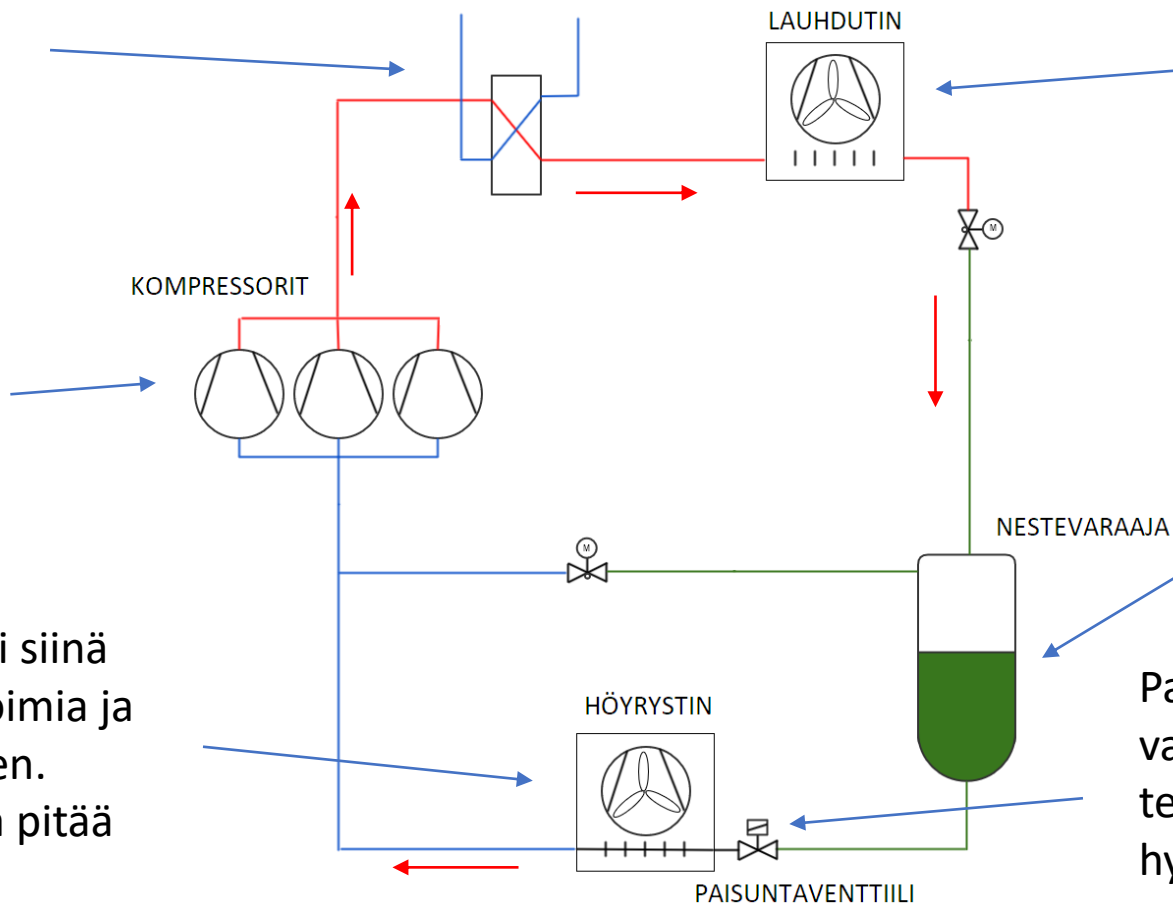 LAUHDUTIN
M
KOMPRESSORIT
NESTEVARAAJA
M
i siinä
pimia ja
en.
pitää
HÖYRYSTIN
Pa
va
te
hy
PAISUNTAVENTTIILI